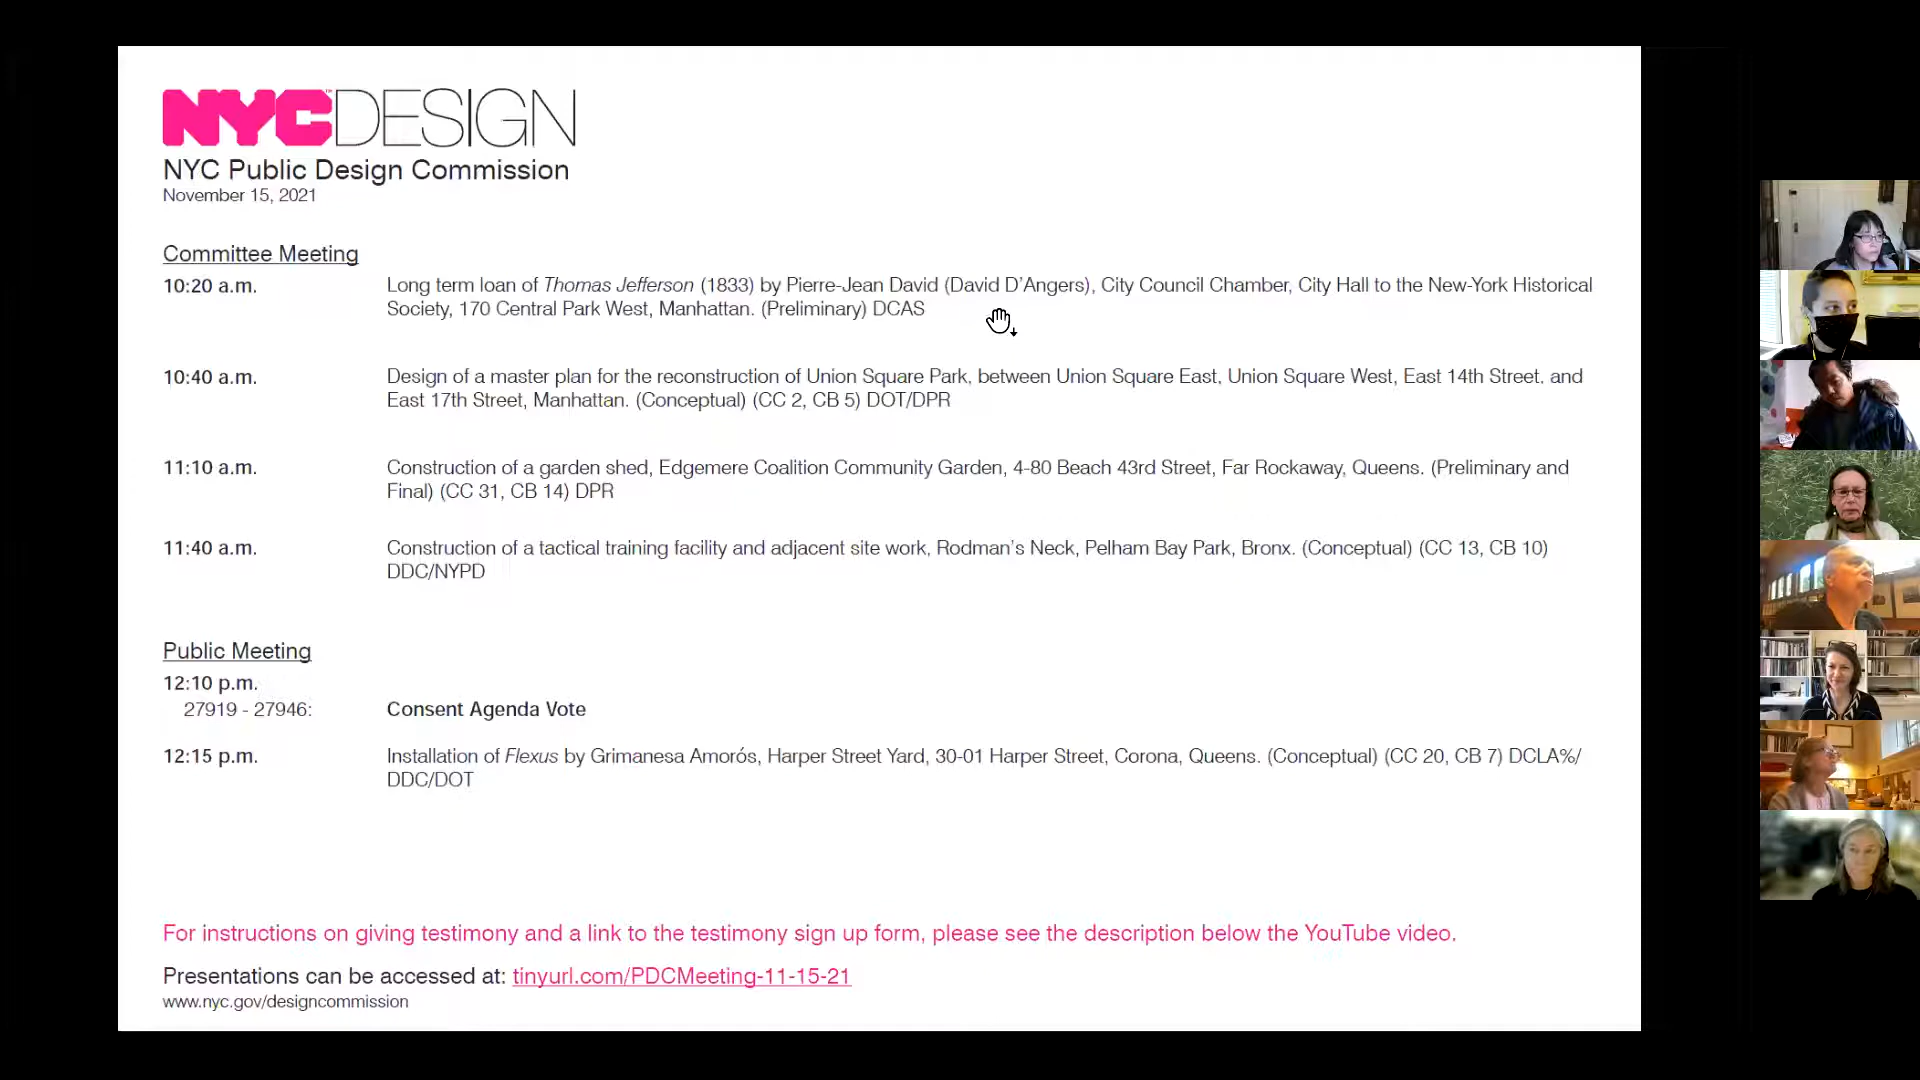 NYCDESIGN
NYC Public Design Commission
November 15, 2021
Committee Meeting
10:20 a.m. Long term loan of Thomas Jefferson (1833) by Pierre-Jean David (David D'Angers), City Council Chamber, City Hall to the New-York Historical
Society, 170 Central Park West, Manhattan. (Preliminary) DCAS
10:40 a.m. Design of a master plan for the reconstruction of Union Square Park, between Union Square East, Union Square West, East 14th Street, and
East 17th Street, Manhattan. (Conceptual) (CC 2, CB 5) DOT/DPR
11:10 a.m. Construction of a garden shed, Edgemere Coalition Community Garden, 4-80 Beach 43rd Street, Far Rockaway, Queens. (Preliminary and
Final) (CC 31, CB 14) DPR
11:40 a.m. Construction of a tactical training facility and adjacent site work, Rodman's Neck, Pelham Bay Park, Bronx. (Conceptual) (CC 13, CB 10)
DDC/NYPD
Public Meeting
12:10 p.m.
27919 - 27946: Consent Agenda Vote
12:15 p.m. Installation of Flexus by Grimanesa Amorós, Harper Street Yard, 30-01 Harper Street, Corona, Queens. (Conceptual) (CC 20, CB 7) DCLA%/
DDC/DOT
For instructions on giving testimony and a link to the testimony sign up form, please see the description below the YouTube video.
Presentations can be accessed at: tinyurl.com/PDCMeeting-11-15-21
www.nyc.gov/designcommission